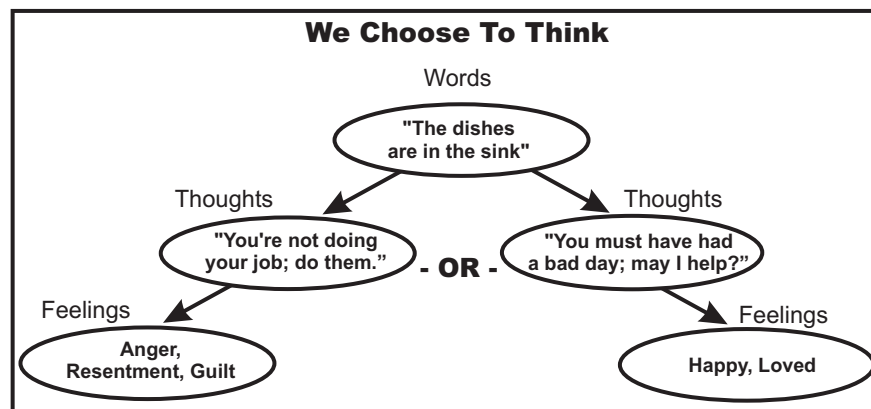 We Choose To Think
Words
"The dishes
are in the sink"
Thoughts
Thoughts
"You're not doing
your job; do them.”
- OR -
"You must have had
a bad day; may I help?”
Feelings
Feelings
Anger,
Resentment, Guilt
Happy, Loved